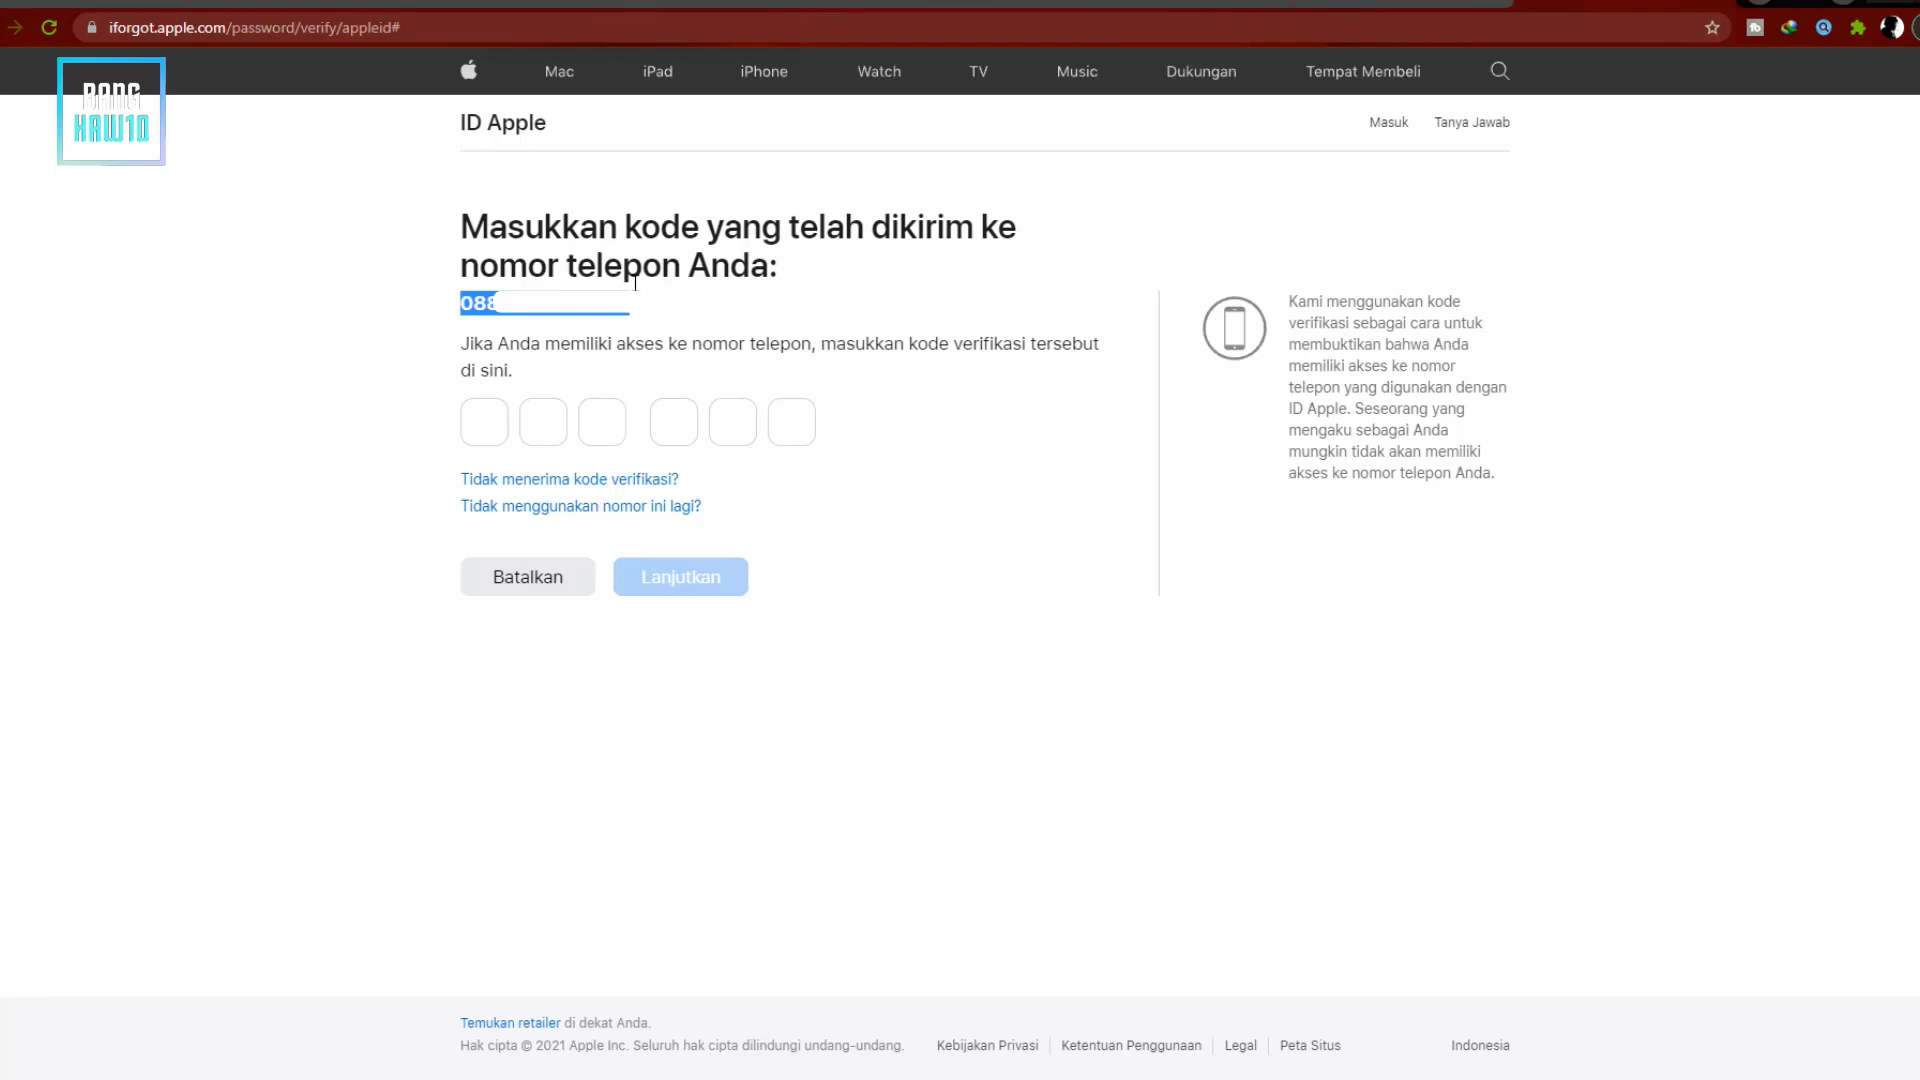 iforgot.apple.com/password/verify/appleid#
BANG
HAW10
Mac iPad iPhone Watch TV Music Dukungan Tempat Membeli
ID Apple
Masuk Tanya Jawab
Masukkan kode yang telah dikirim ke
nomor telepon Anda:
088
Jika Anda memiliki akses ke nomor telepon, masukkan kode verifikasi tersebut
di sini.
Tidak menerima kode verifikasi?
Tidak menggunakan nomor ini lagi?
Batalkan Lanjutkan
Kami menggunakan kode
verifikasi sebagai cara untuk
membuktikan bahwa Anda
memiliki akses ke nomor
telepon yang digunakan dengan
ID Apple. Seseorang yang
mengaku sebagai Anda
mungkin tidak akan memiliki
akses ke nomor telepon Anda.
Temukan retailer di dekat Anda.
Hak cipta © 2021 Apple Inc. Seluruh hak cipta dilindungi undang-undang. Kebijakan Privasi Ketentuan Penggunaan Legal Peta Situs Indonesia